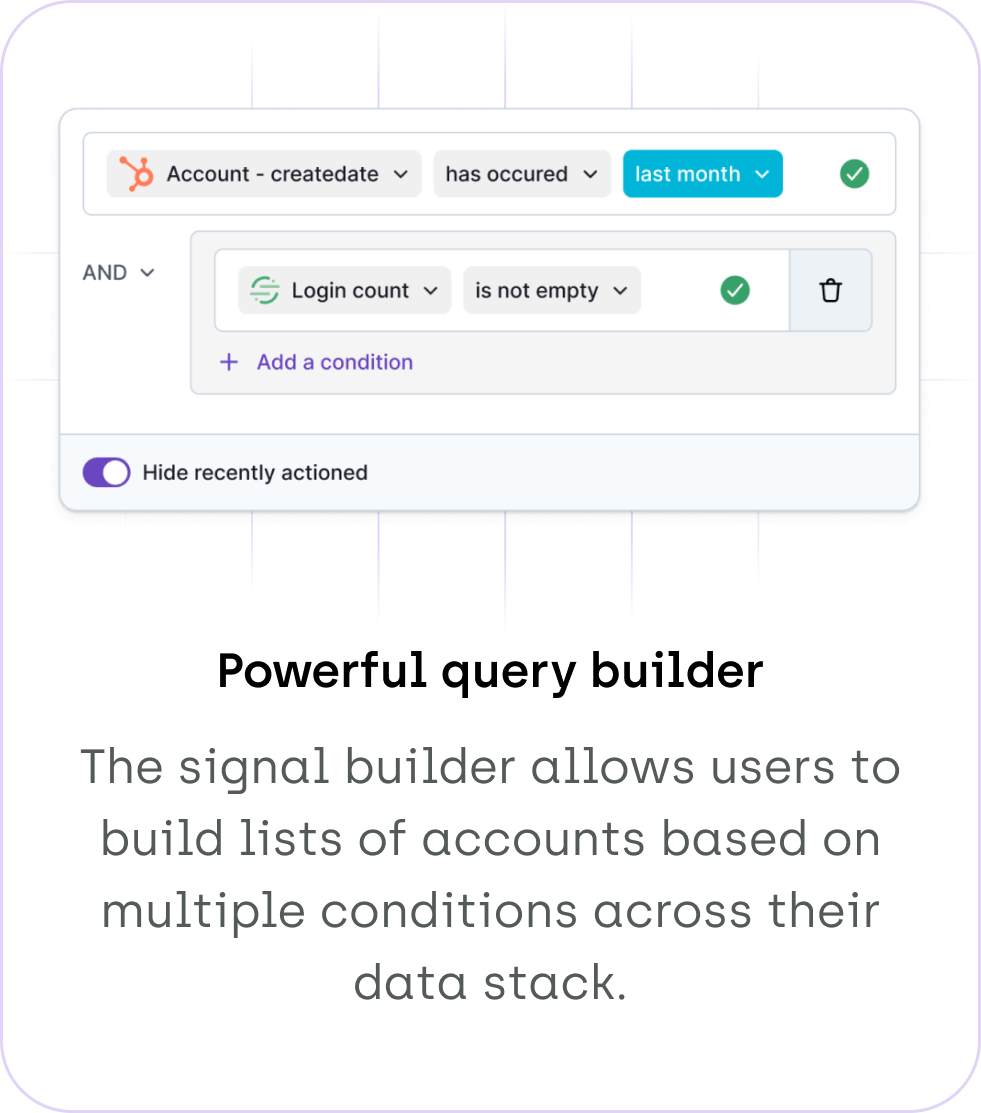 Account - createdate has occured last month
AND
Login count is not empty
+ Add a condition
Hide recently actioned
Powerful query builder
The signal builder allows users to
build lists of accounts based on
multiple conditions across their
data stack.